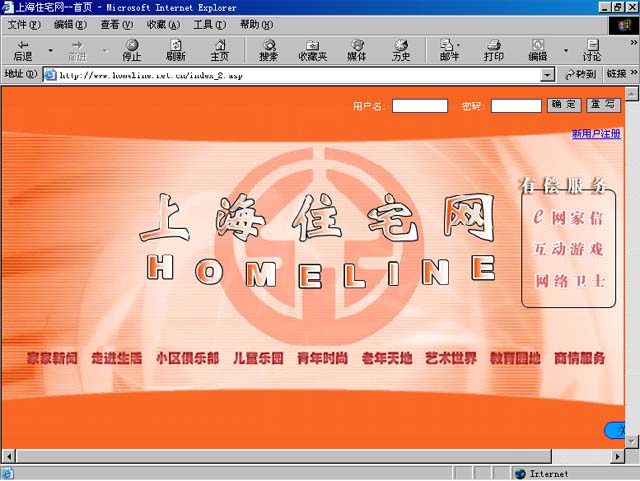 上海住宅网--首页 - Microsoft Internet Explorer
文件(F) 编辑(E) 查看(V) 收藏(A) 工具(T) 帮助(H)
后退 前进 停止 刷新 主页 搜索 收藏夹 媒体 历史 邮件 打印 编辑 讨论
地址(D) http://www.homeline.net.cn/index_2.asp 转到 链接 »
用户名: 密码: 确定 重写
新用户注册
有偿服务
e网家信
互动游戏
网络卫士
上海住宅网
HOMELINE
家家新闻 走进生活 小区俱乐部 儿童乐园 青年时尚 老年天地 艺术世界 教育园地 商情服务
Internet